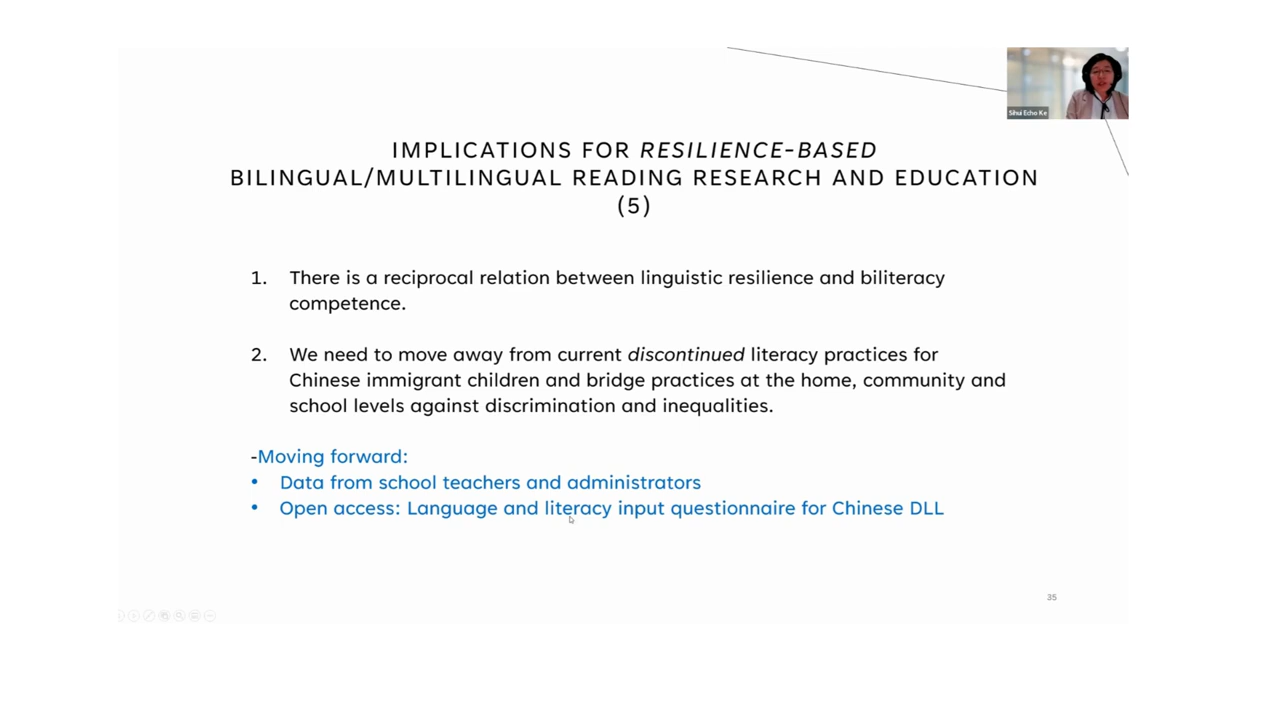 Sihui Echo Ke
IMPLICATIONS FOR RESILIENCE-BASED
BILINGUAL/MULTILINGUAL READING RESEARCH AND EDUCATION
(5)
1. There is a reciprocal relation between linguistic resilience and biliteracy
competence.
2. We need to move away from current discontinued literacy practices for
Chinese immigrant children and bridge practices at the home, community and
school levels against discrimination and inequalities.
-Moving forward:
• Data from school teachers and administrators
• Open access: Language and literacy input questionnaire for Chinese DLL
35